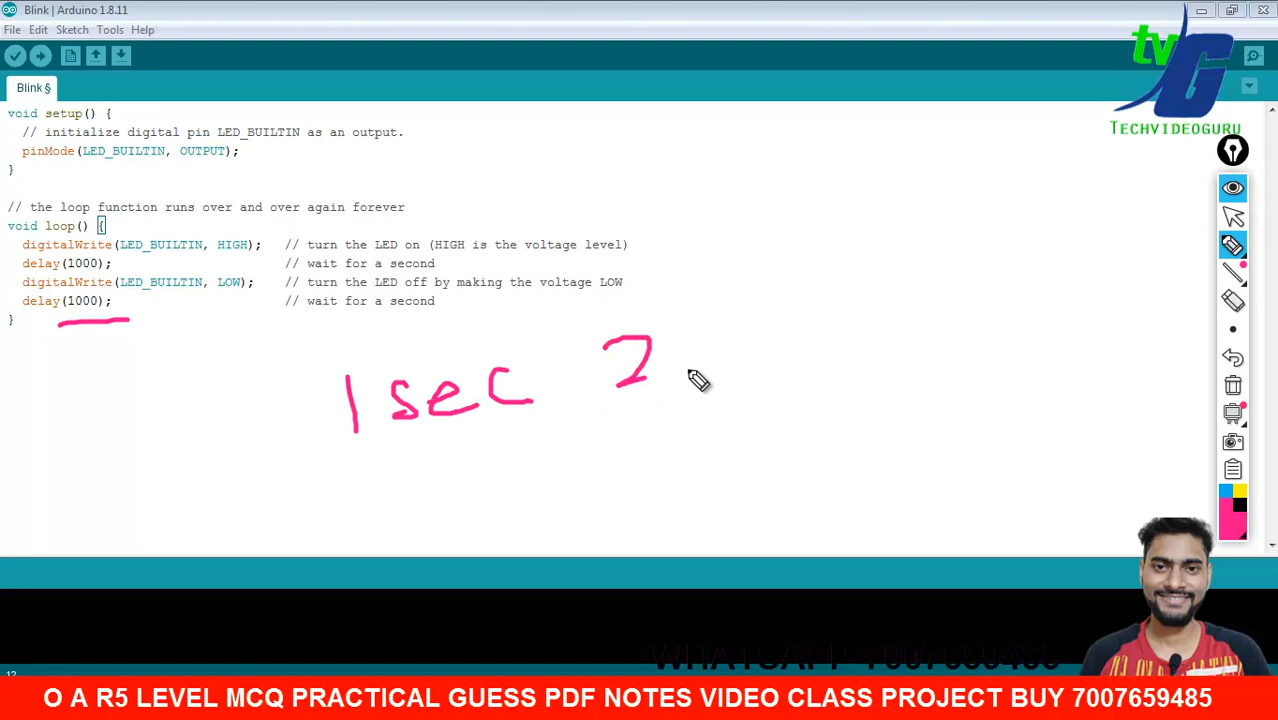 Blink | Arduino 1.8.11
File Edit Sketch Tools Help
tv G
TECHVIDEOGURU
Blink §
void setup() {
// initialize digital pin LED_BUILTIN as an output.
pinMode(LED_BUILTIN, OUTPUT);
}
// the loop function runs over and over again forever
void loop() {
digitalWrite(LED_BUILTIN, HIGH); // turn the LED on (HIGH is the voltage level)
delay(1000); // wait for a second
digitalWrite(LED_BUILTIN, LOW); // turn the LED off by making the voltage LOW
delay(1000); // wait for a second
}
1 sec 2
O A R5 LEVEL MCQ PRACTICAL GUESS PDF NOTES VIDEO CLASS PROJECT BUY 7007659485